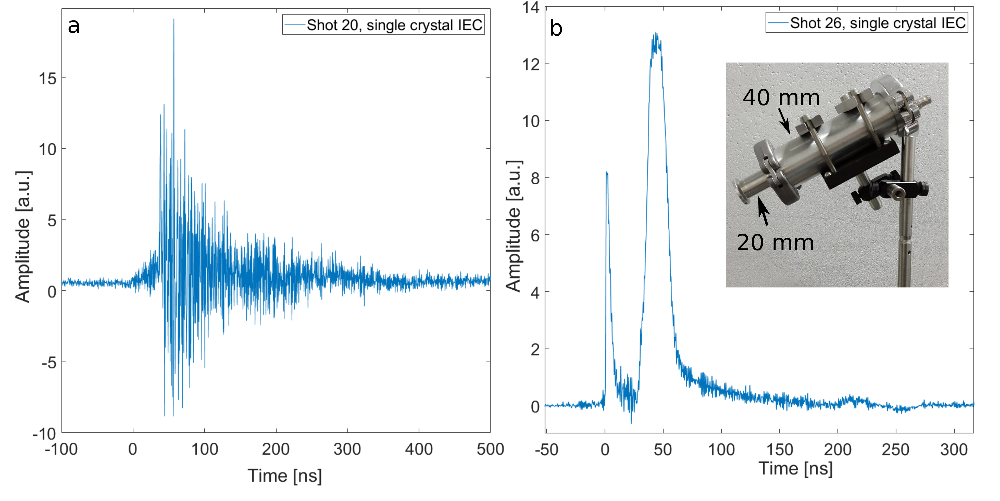 a
Shot 20, single crystal IEC
Amplitude [a.u.]
15
10
5
0
-5
-10
-100 0 100 200 300 400 500
Time [ns]
b
Shot 26, single crystal IEC
Amplitude [a.u.]
14
12
10
8
6
4
2
0
40 mm
20 mm
-50 0 50 100 150 200 250 300
Time [ns]